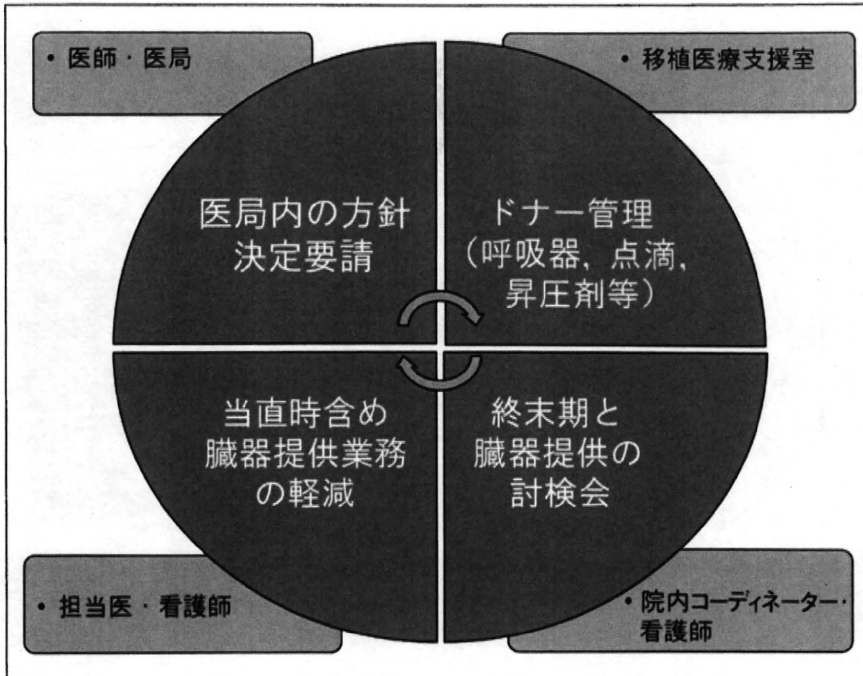 ・医師・医局
・移植医療支援室
医局内の方針
決定要請
ドナー管理
（呼吸器，点滴，
昇圧剤等）
当直時含め
臓器提供業務
の軽減
終末期と
臓器提供の
討検会
・担当医・看護師
・院内コーディネーター・
看護師